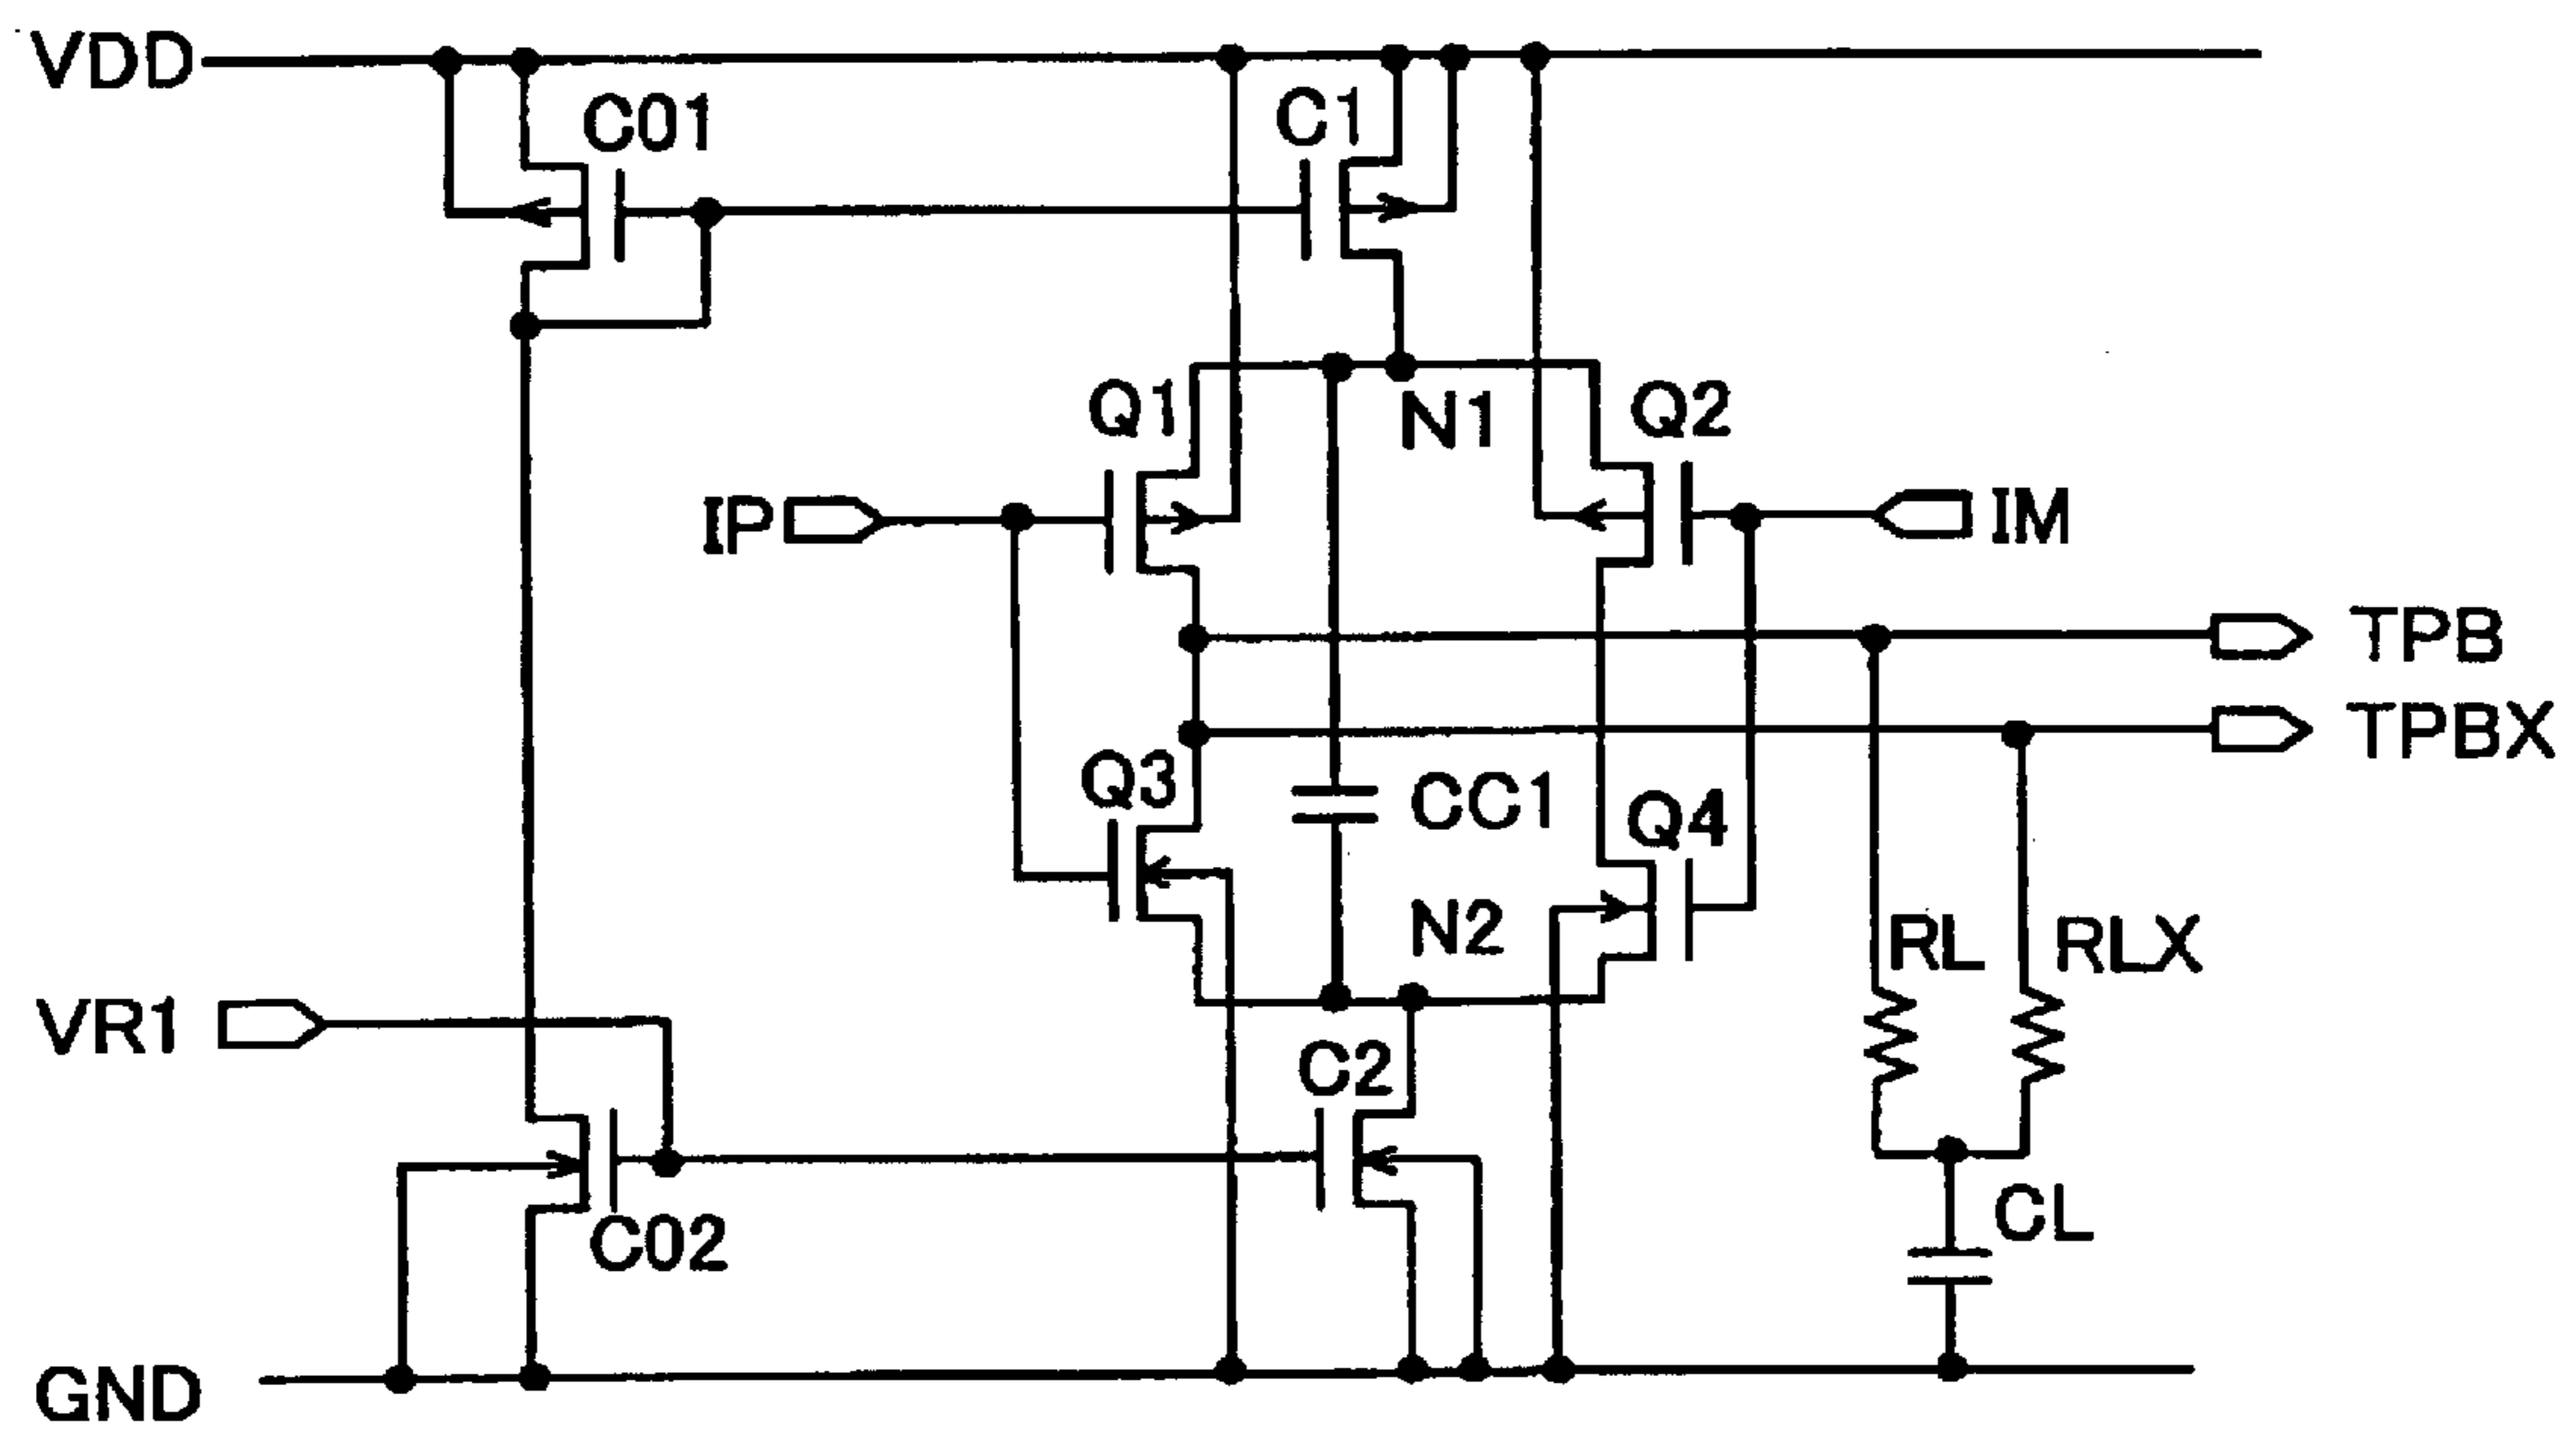 VDD
C01
C1
Q1
N1
Q2
IP
IM
TPB
TPBX
Q3
CC1
Q4
N2
RL
RLX
VR1
C2
C02
CL
GND